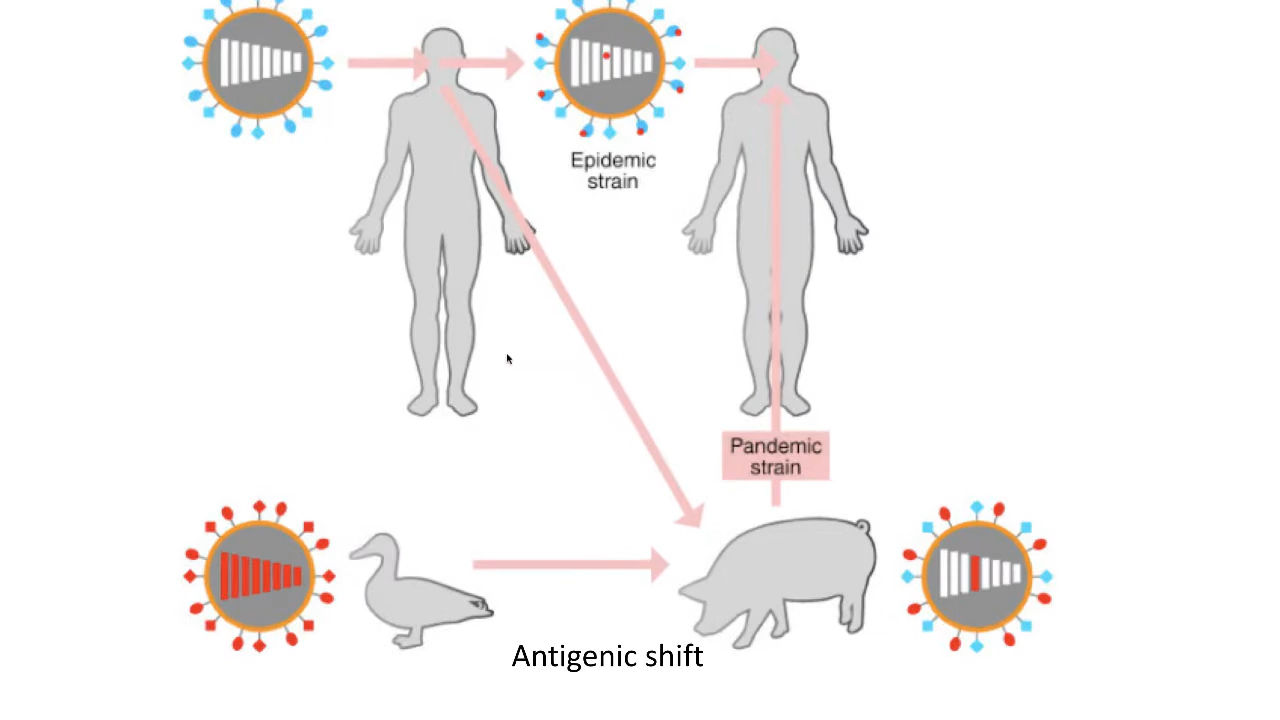 Epidemic
strain
Pandemic
strain
Antigenic shift